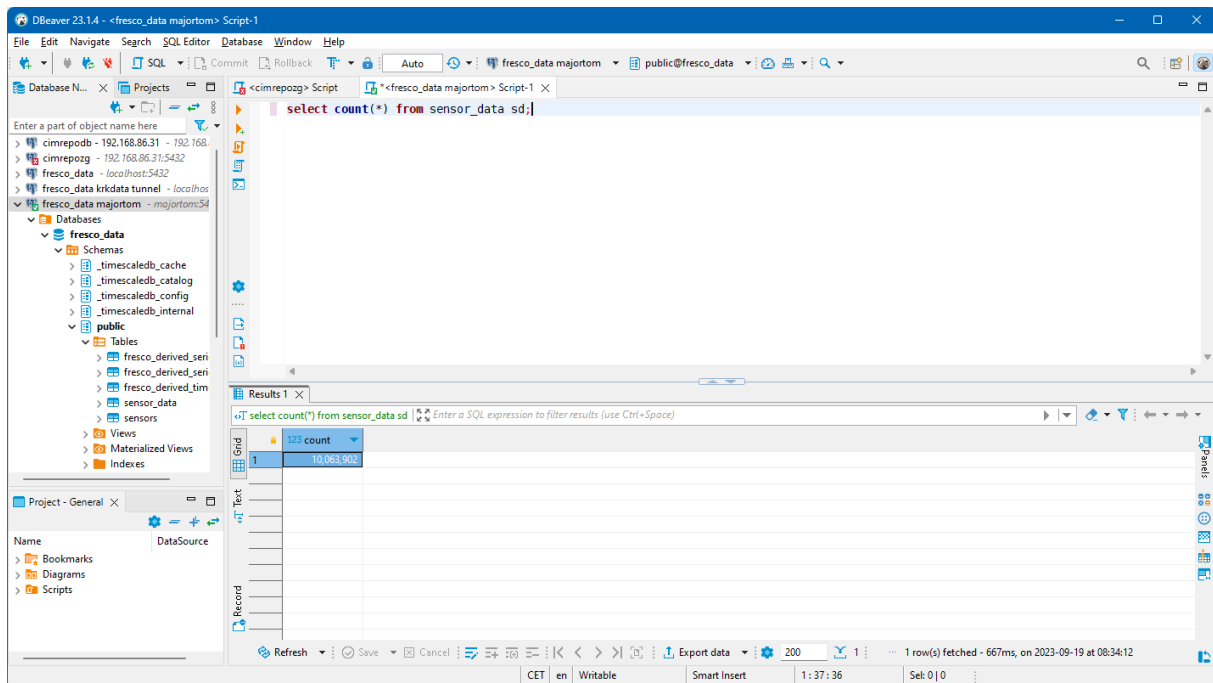 DBeaver 23.1.4 - <fresco_data majortom> Script-1
File Edit Navigate Search SQL Editor Database Window Help
SQL Commit Rollback Auto fresco_data majortom public@fresco_data
Database N... Projects
Enter a part of object name here
cimrepodb - 192.168.86.31 - 192.168.
cimrepozg - 192.168.86.31:5432
fresco_data - localhost:5432
fresco_data krkdata tunnel - localhos
fresco_data majortom - majortom:54
Databases
fresco_data
Schemas
_timescaledb_cache
_timescaledb_catalog
_timescaledb_config
_timescaledb_internal
public
Tables
fresco_derived_seri
fresco_derived_seri
fresco_derived_tim
sensor_data
sensors
Views
Materialized Views
Indexes
Project - General
Name DataSource
Bookmarks
Diagrams
Scripts
<cimrepozg> Script *<fresco_data majortom> Script-1
select count(*) from sensor_data sd;
Results 1
select count(*) from sensor_data sd Enter a SQL expression to filter results (use Ctrl+Space)
Grid
Text
Record
123 count
1 10,063,902
Panels
Refresh Save Cancel Export data 200 1 ... 1 row(s) fetched - 667ms, on 2023-09-19 at 08:34:12
CET en Writable Smart Insert 1 : 37 : 36 Sel: 0 | 0